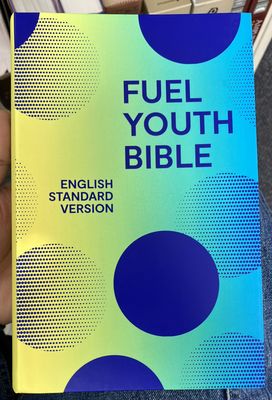 FUEL
YOUTH
BIBLE
ENGLISH
STANDARD
VERSION